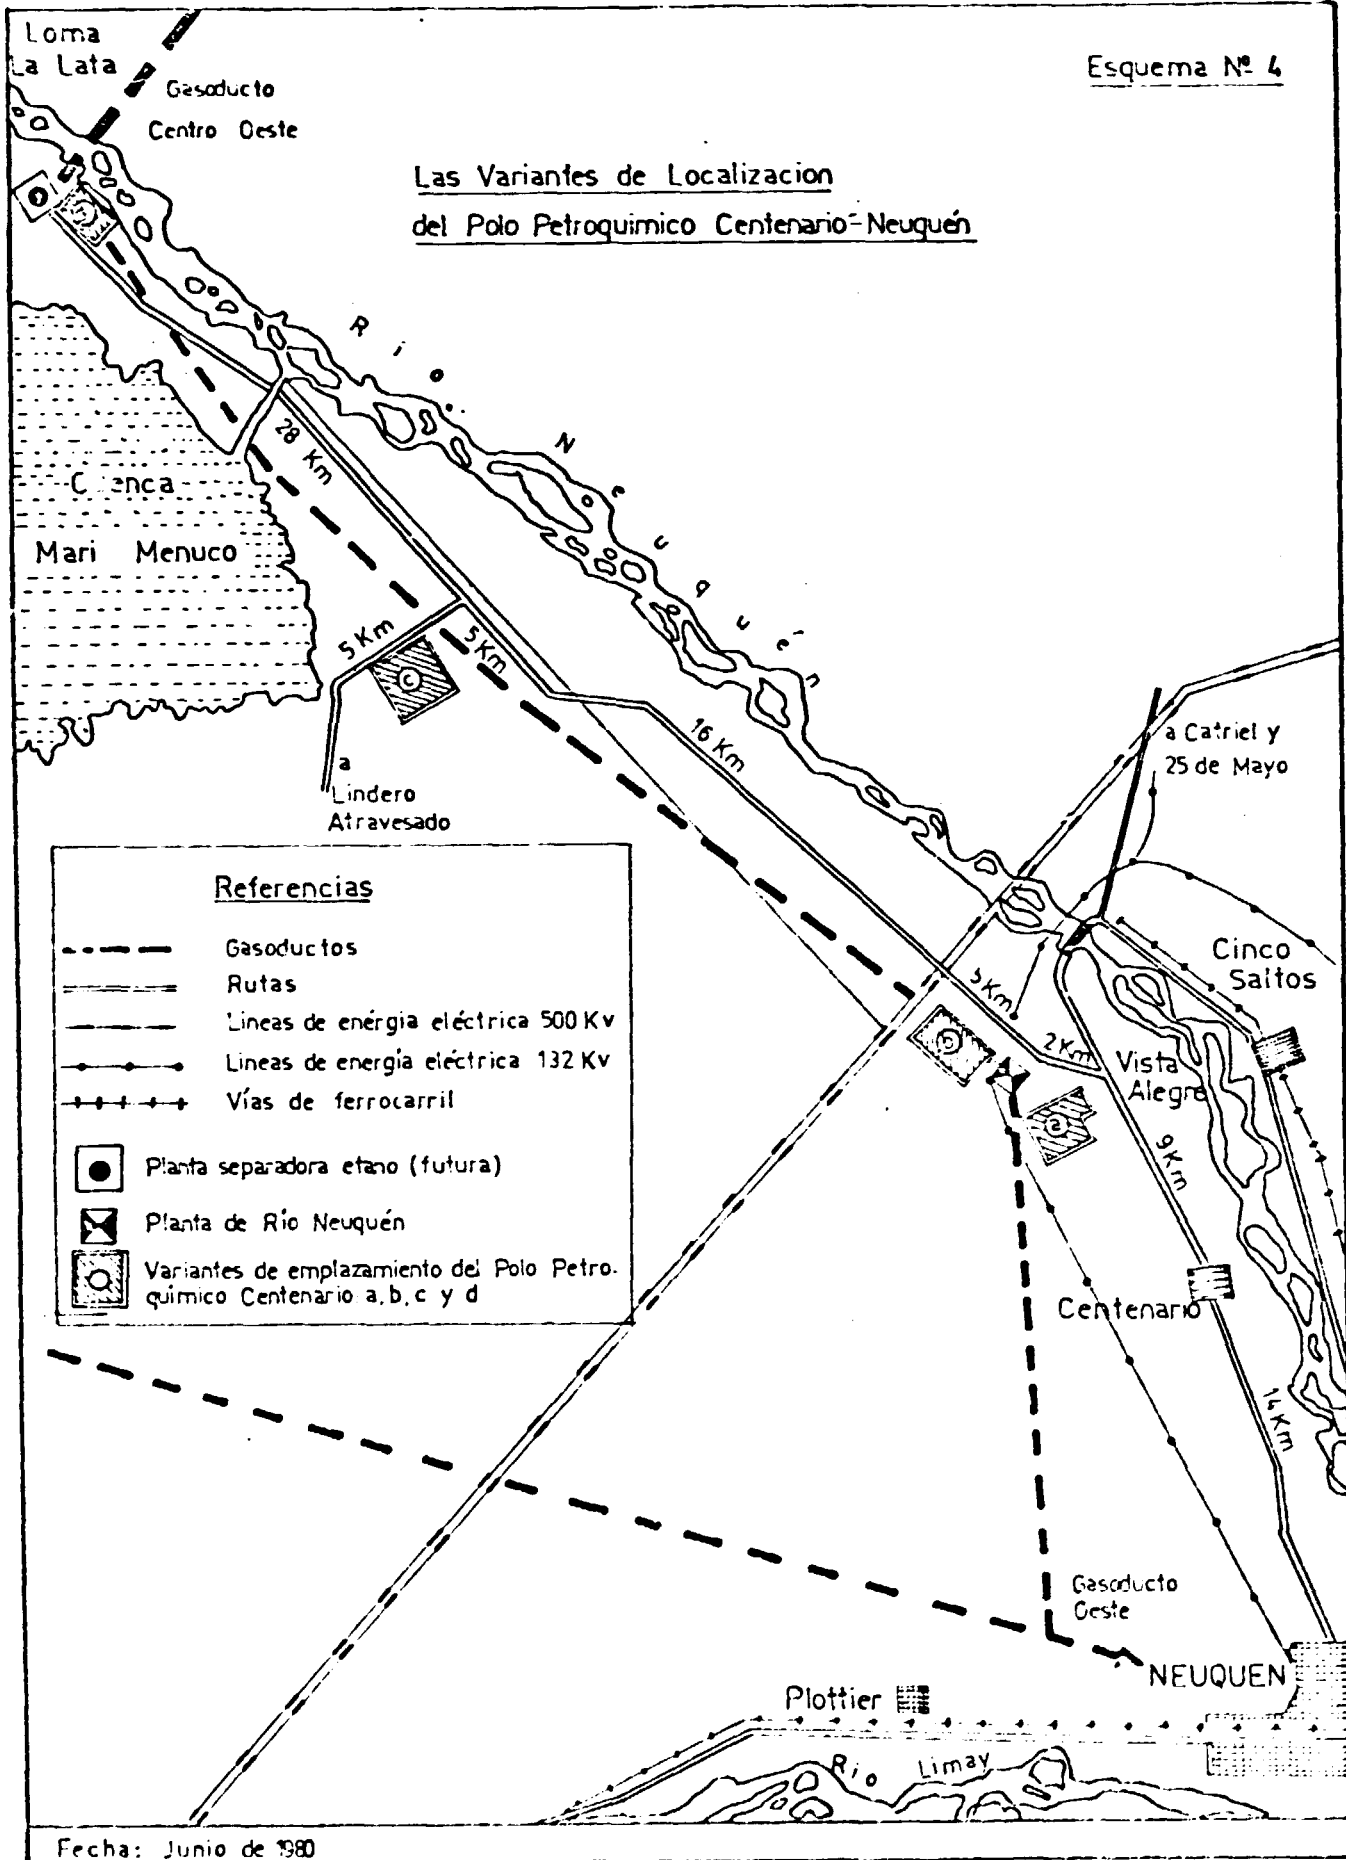 Loma
La Lata
Gasoducto
Centro Oeste
Esquema Nº 4
Las Variantes de Localizacion
del Polo Petroquimico Centenario-Neuquén
d
Río Neuquén
28 Km
Mari Menuco
5 Km
5 Km
c
16 Km
a
Lindero
Atravesado
a Catriel y
25 de Mayo
Referencias
Gasoductos
Rutas
Lineas de enérgia eléctrica 500 Kv
Lineas de energía eléctrica 132 Kv
Vías de ferrocarril
Planta separadora etano (futura)
Planta de Río Neuquén
Variantes de emplazamiento del Polo Petro-
quimico Centenario a, b, c y d
Cinco
Saltos
5 Km
b
2 Km
Vista
Alegre
a
9 Km
Centenario
14 Km
Gasoducto
Oeste
NEUQUEN
Plottier
Rio Limay
Fecha: Junio de 1980